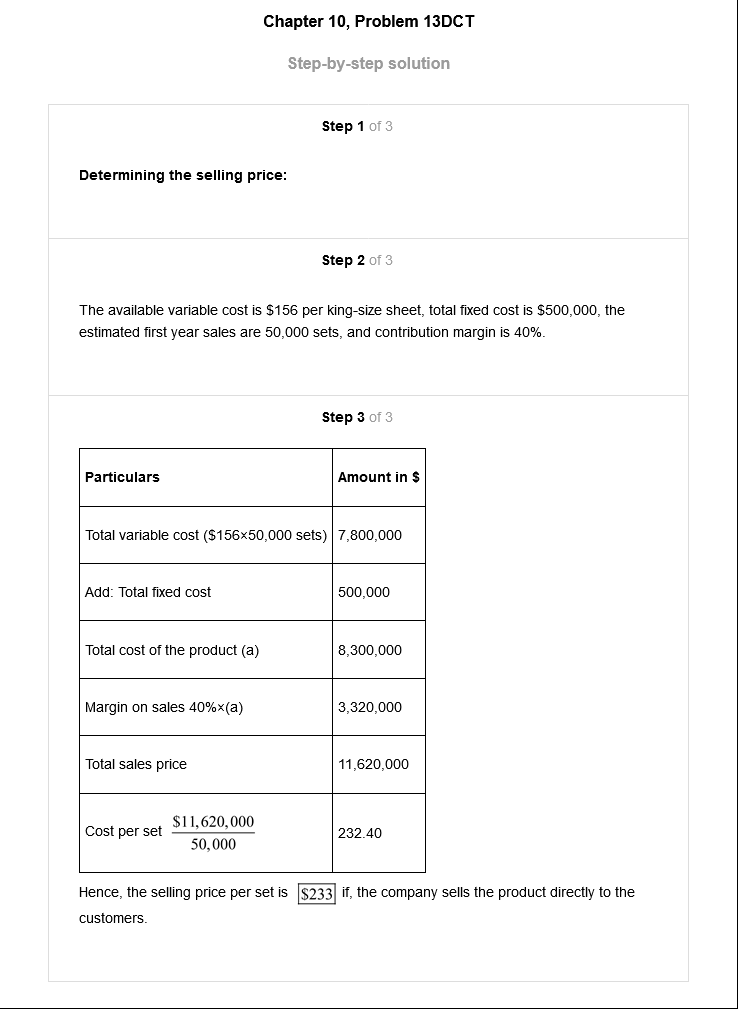 Chapter 10, Problem 13DCT
Step-by-step solution
Step 1 of 3
Determining the selling price:
Step 2 of 3
The available variable cost is $156 per king-size sheet, total fixed cost is $500,000, the
estimated first year sales are 50,000 sets, and contribution margin is 40%.
Step 3 of 3
Particulars Amount in $
Total variable cost ($156×50,000 sets) 7,800,000
Add: Total fixed cost 500,000
Total cost of the product (a) 8,300,000
Margin on sales 40%×(a) 3,320,000
Total sales price 11,620,000
Cost per set $11,620,000 / 50,000 232.40
Hence, the selling price per set is $233 if, the company sells the product directly to the
customers.